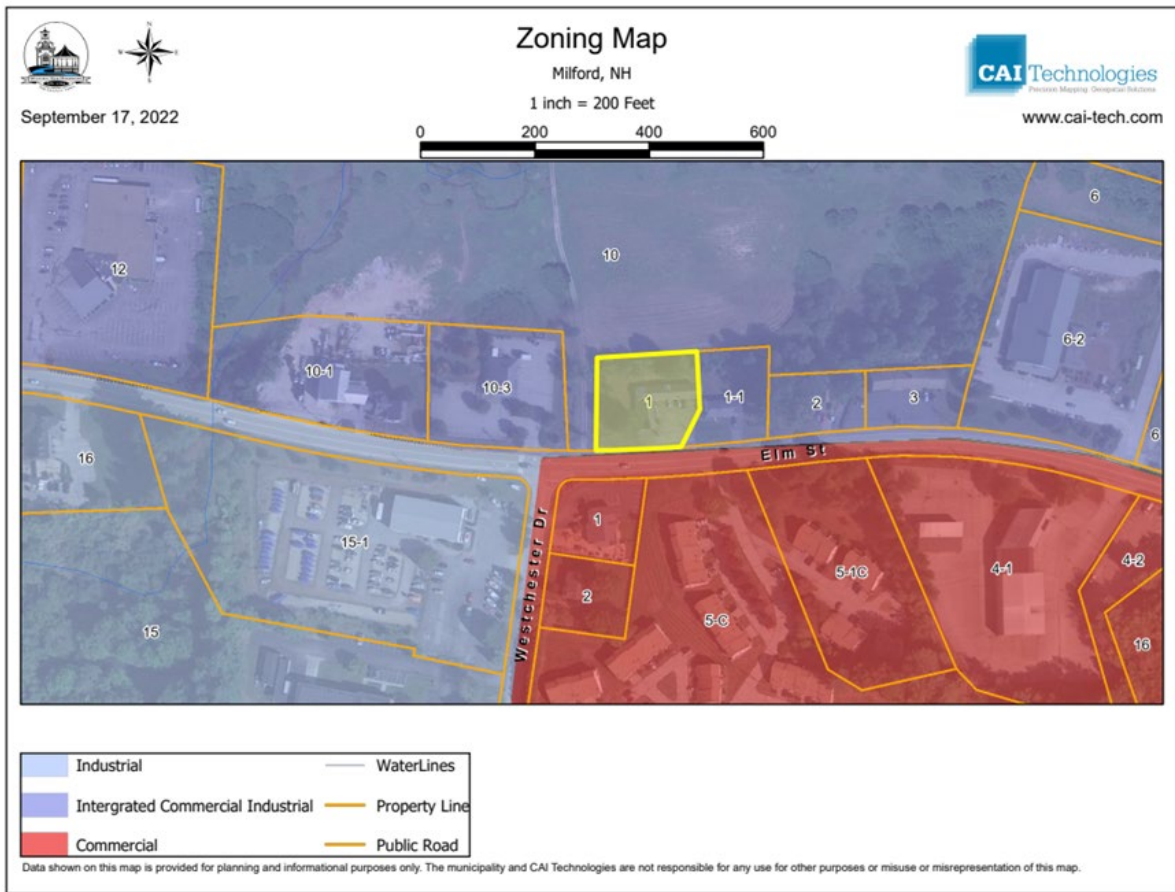 Zoning Map
Milford, NH
1 inch = 200 Feet
September 17, 2022
CAI Technologies
Precision Mapping. Geospatial Solutions.
www.cai-tech.com
0 200 400 600
N
W E
S
6
12
10
6-2
10-1
10-3
1
1-1
2
3
6
16
Elm St
15-1
Westchester Dr
1
2
5-C
5-1C
4-1
4-2
15
16
Industrial
WaterLines
Intergrated Commercial Industrial
Property Line
Commercial
Public Road
Data shown on this map is provided for planning and informational purposes only. The municipality and CAI Technologies are not responsible for any use for other purposes or misuse or misrepresentation of this map.